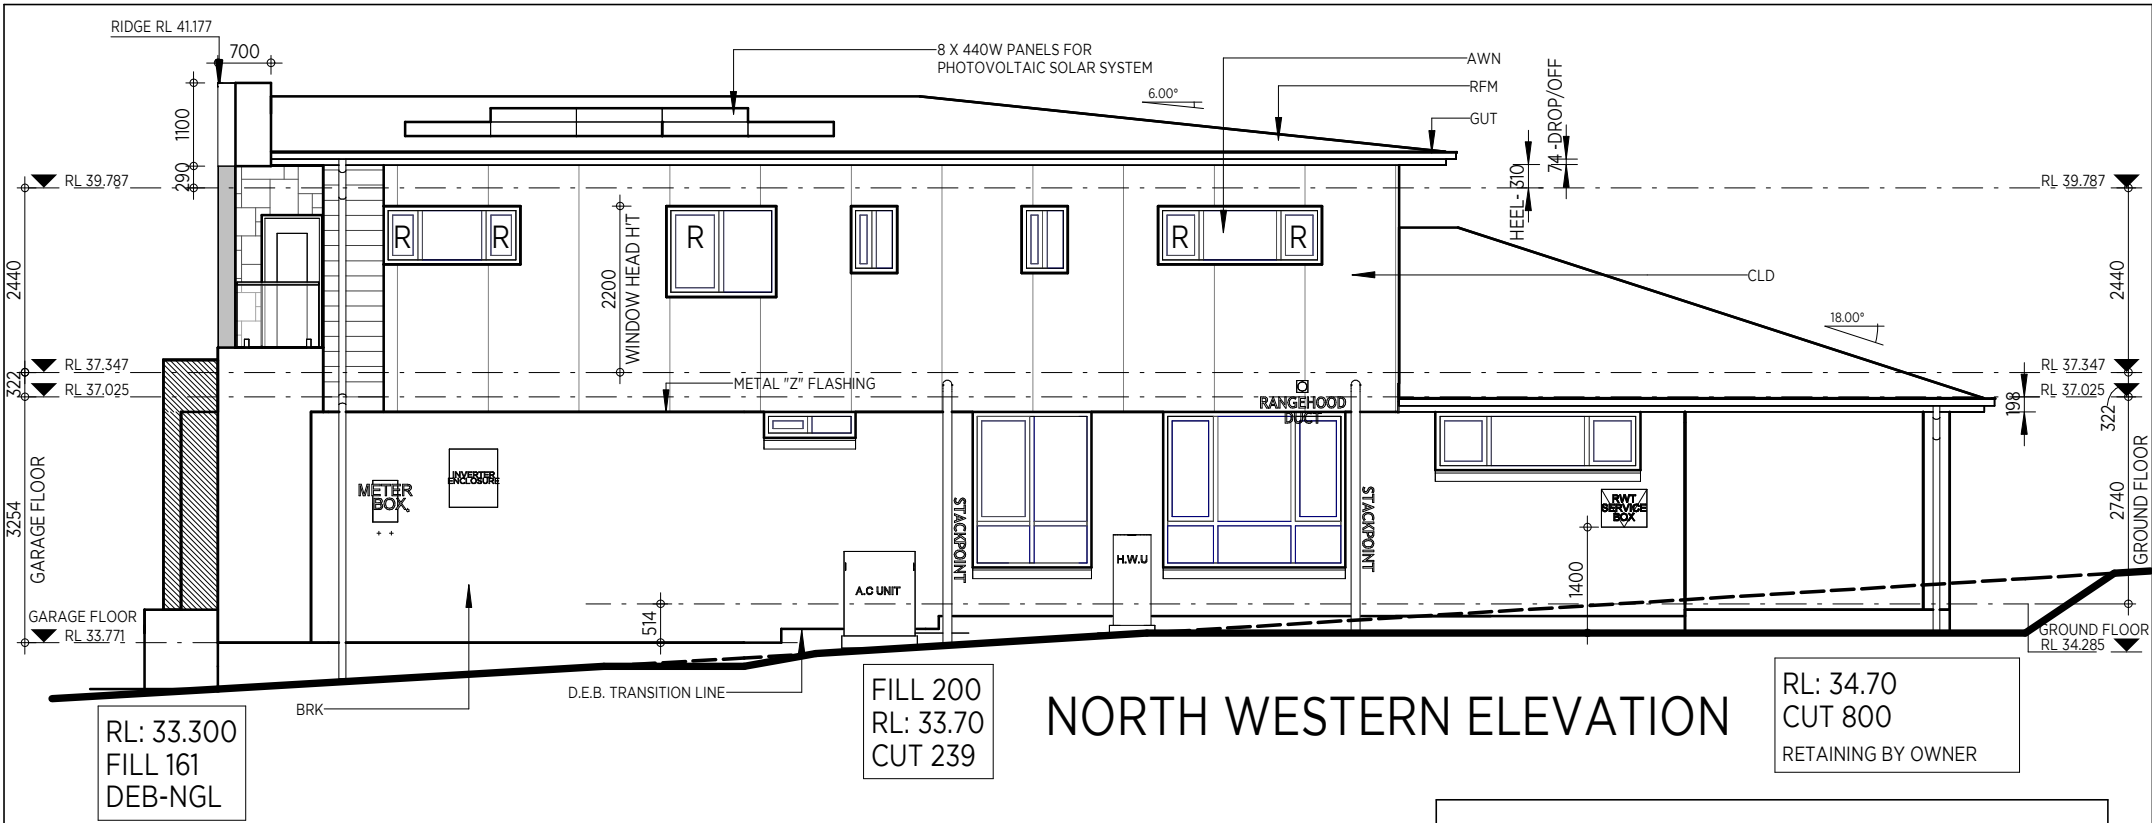 RIDGE RL 41.177
700
8 X 440W PANELS FOR
PHOTOVOLTAIC SOLAR SYSTEM
AWN
RFM
GUT
6.00°
74 -DROP/OFF
HEEL- 310
1100
290
RL 39.787
RL 39.787
R
R
R
R
R
2440
2200
WINDOW HEAD H'T
CLD
2440
18.00°
RL 37.347
RL 37.347
322
RL 37.025
RL 37.025
METAL "Z" FLASHING
RANGEHOOD
DUCT
198
322
3254
GARAGE FLOOR
METER
BOX
INVERTER
ENCLOSURE
STACKPOINT
STACKPOINT
RWT
SERVICE
BOX
2740
GROUND FLOOR
A.C UNIT
H.W.U
1400
514
GARAGE FLOOR
RL 33.771
GROUND FLOOR
RL 34.285
BRK
D.E.B. TRANSITION LINE
RL: 33.300
FILL 161
DEB-NGL
FILL 200
RL: 33.70
CUT 239
NORTH WESTERN ELEVATION
RL: 34.70
CUT 800
RETAINING BY OWNER